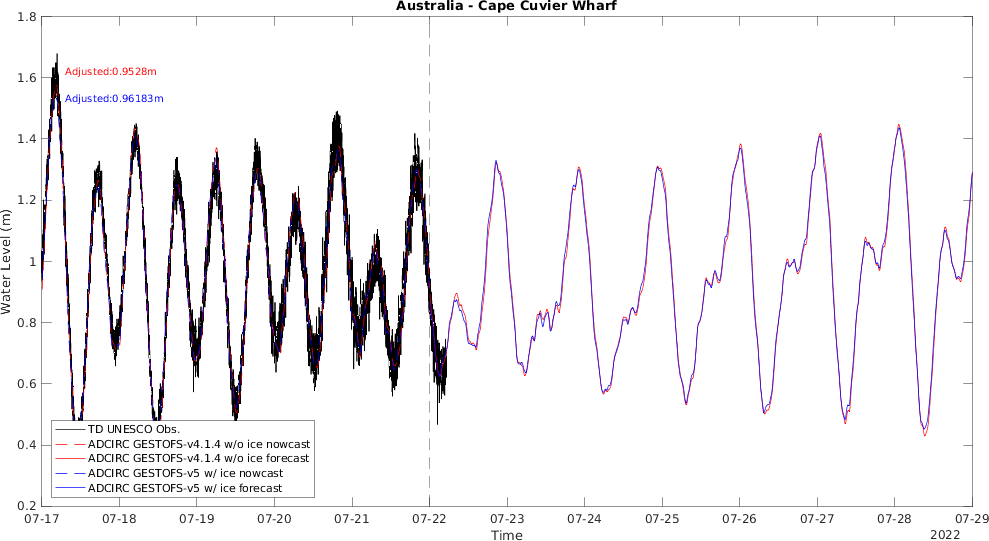 Australia - Cape Cuvier Wharf
1.8
1.6
1.4
1.2
1
0.8
0.6
0.4
0.2
Water Level (m)
Adjusted:0.9528m
Adjusted:0.96183m
TD UNESCO Obs.
ADCIRC GESTOFS-v4.1.4 w/o ice nowcast
ADCIRC GESTOFS-v4.1.4 w/o ice forecast
ADCIRC GESTOFS-v5 w/ ice nowcast
ADCIRC GESTOFS-v5 w/ ice forecast
07-17 07-18 07-19 07-20 07-21 07-22 07-23 07-24 07-25 07-26 07-27 07-28 07-29
Time
2022